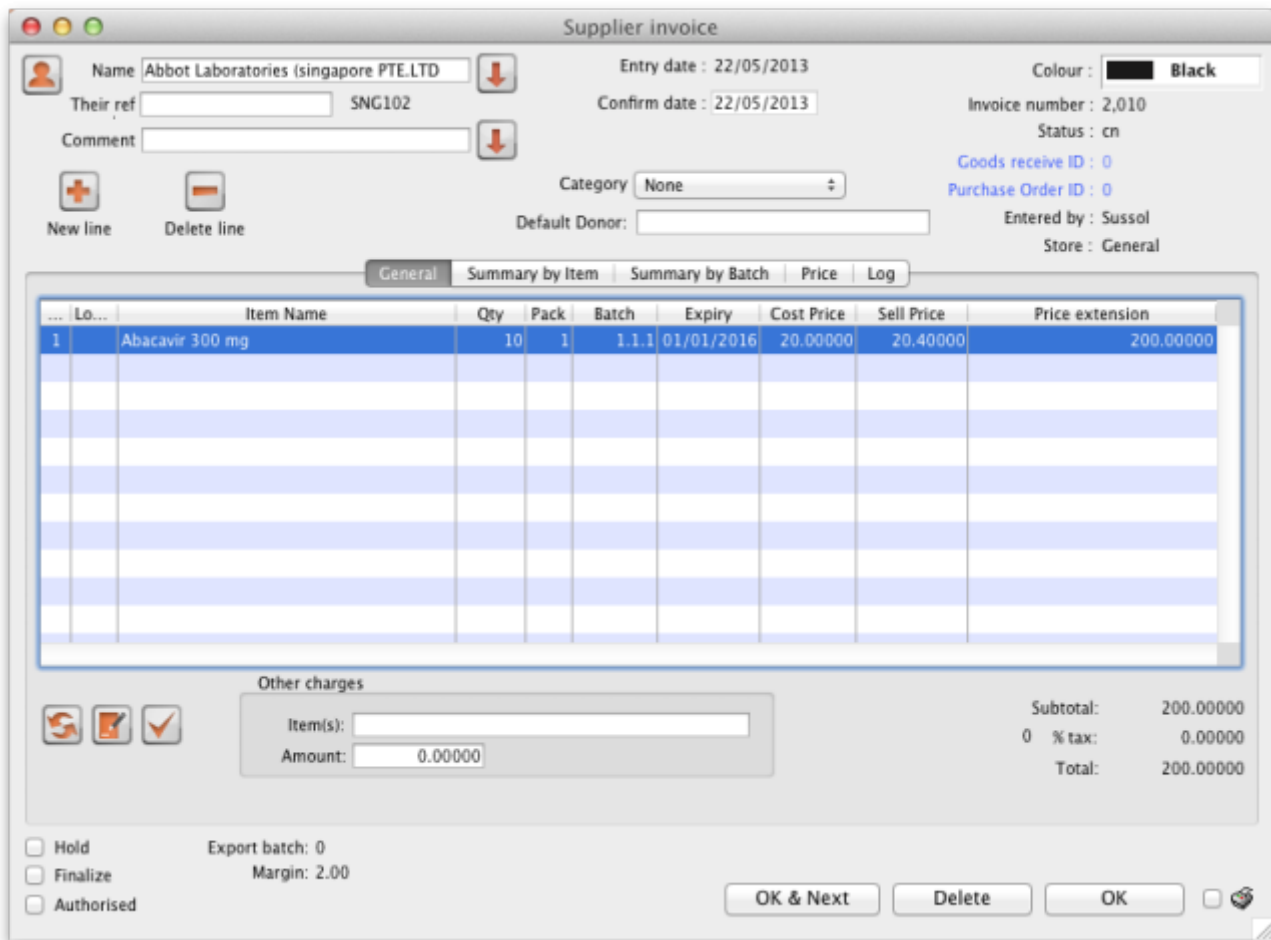 Supplier invoice
Name Abbot Laboratories (singapore PTE.LTD
Entry date : 22/05/2013
Colour : Black
Their ref SNG102
Confirm date : 22/05/2013
Invoice number : 2,010
Comment
Status : cn
Goods receive ID : 0
Category None
Purchase Order ID : 0
New line Delete line
Default Donor:
Entered by : Sussol
Store : General
General Summary by Item Summary by Batch Price Log
... Lo... Item Name Qty Pack Batch Expiry Cost Price Sell Price Price extension
1 Abacavir 300 mg 10 1 1.1.1 01/01/2016 20.00000 20.40000 200.00000
Other charges
Item(s):
Amount: 0.00000
Subtotal: 200.00000
0 % tax: 0.00000
Total: 200.00000
Hold Export batch: 0
Finalize Margin: 2.00
Authorised
OK & Next Delete OK